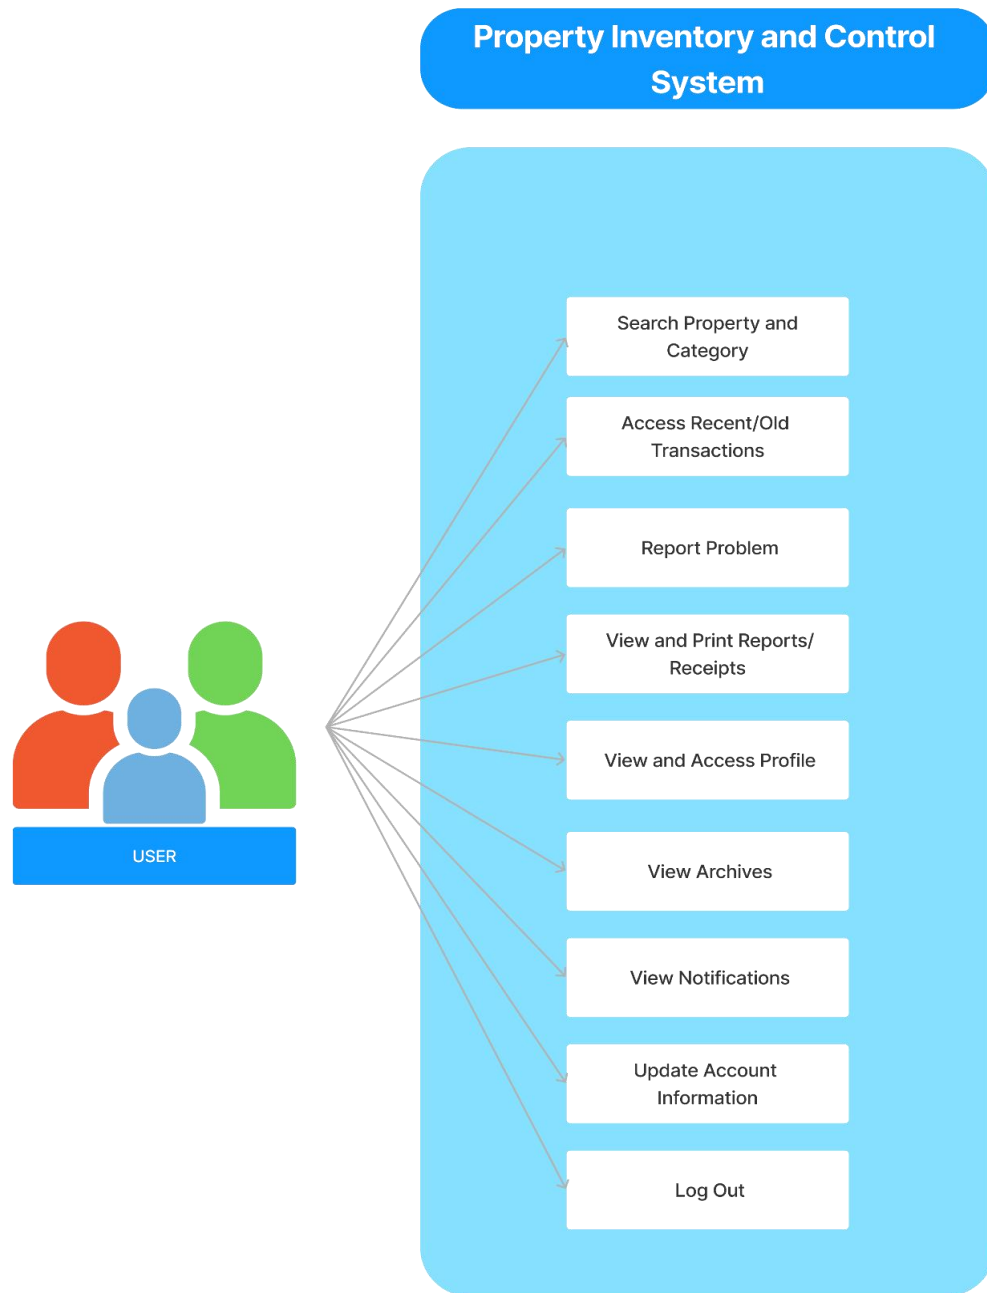 Property Inventory and Control
System
Search Property and
Category
Access Recent/Old
Transactions
Report Problem
View and Print Reports/
Receipts
View and Access Profile
USER
View Archives
View Notifications
Update Account
Information
Log Out